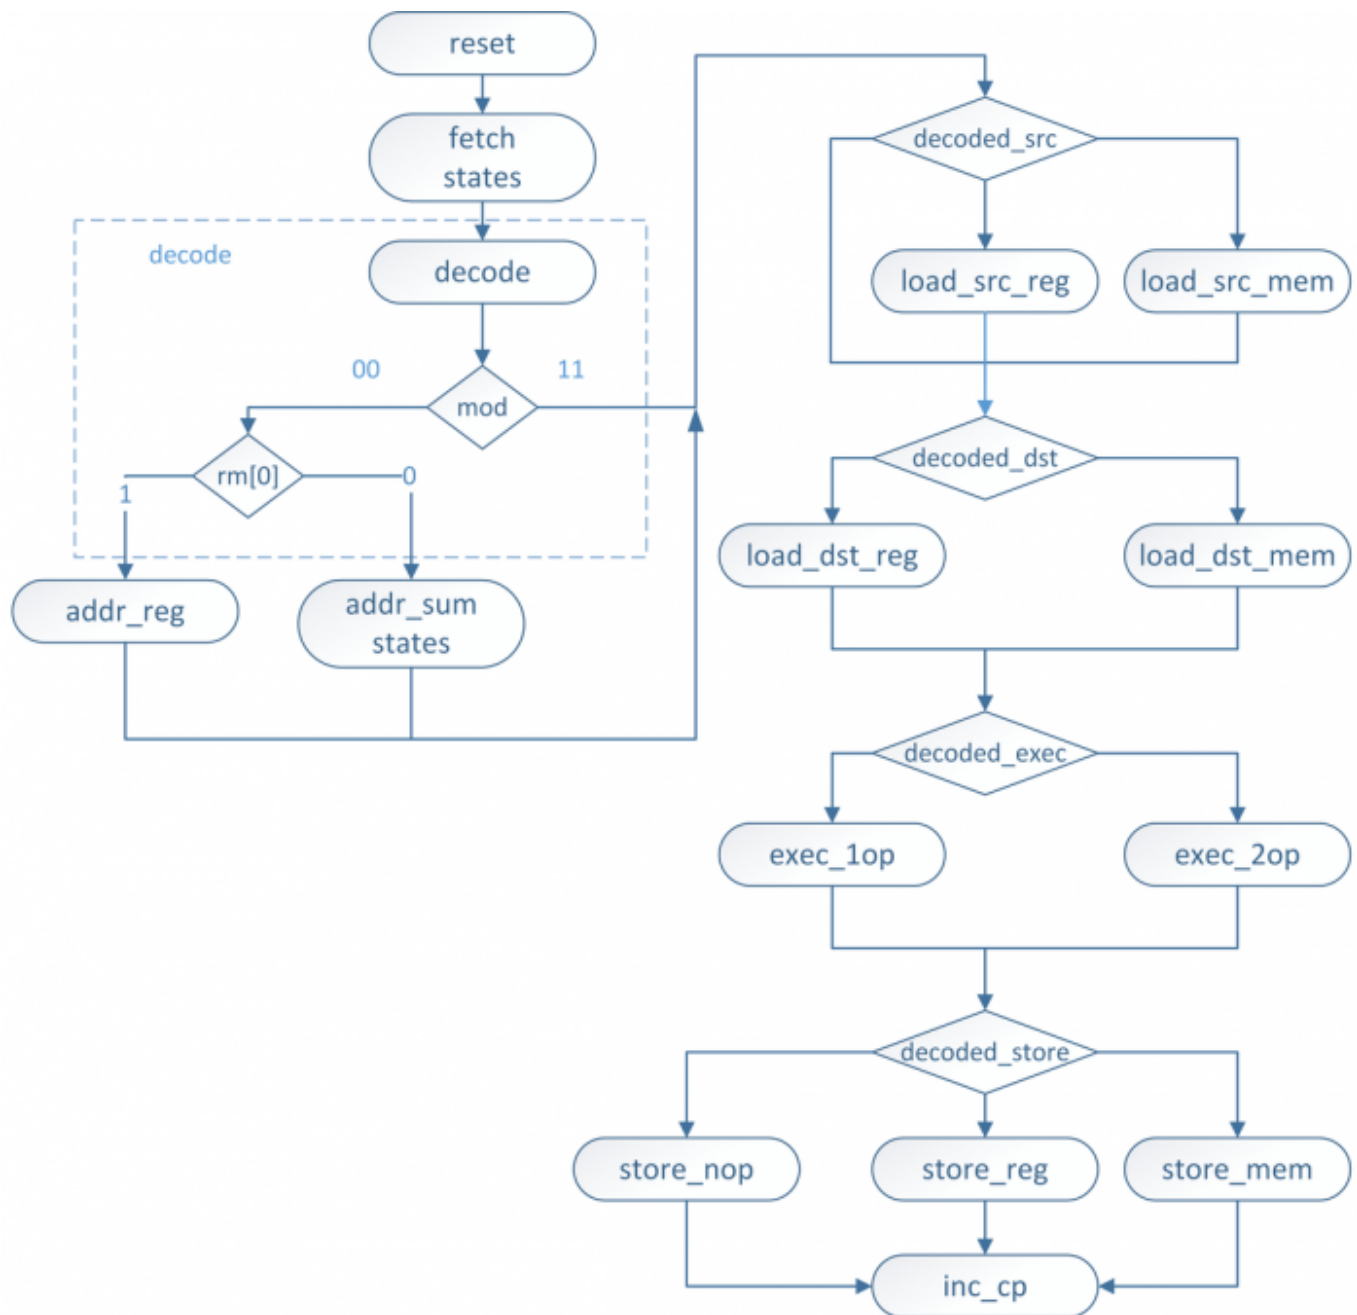 reset
fetch
states
decode
decode
00
11
mod
rm[0]
1
0
addr_reg
addr_sum
states
decoded_src
load_src_reg
load_src_mem
decoded_dst
load_dst_reg
load_dst_mem
decoded_exec
exec_1op
exec_2op
decoded_store
store_nop
store_reg
store_mem
inc_cp